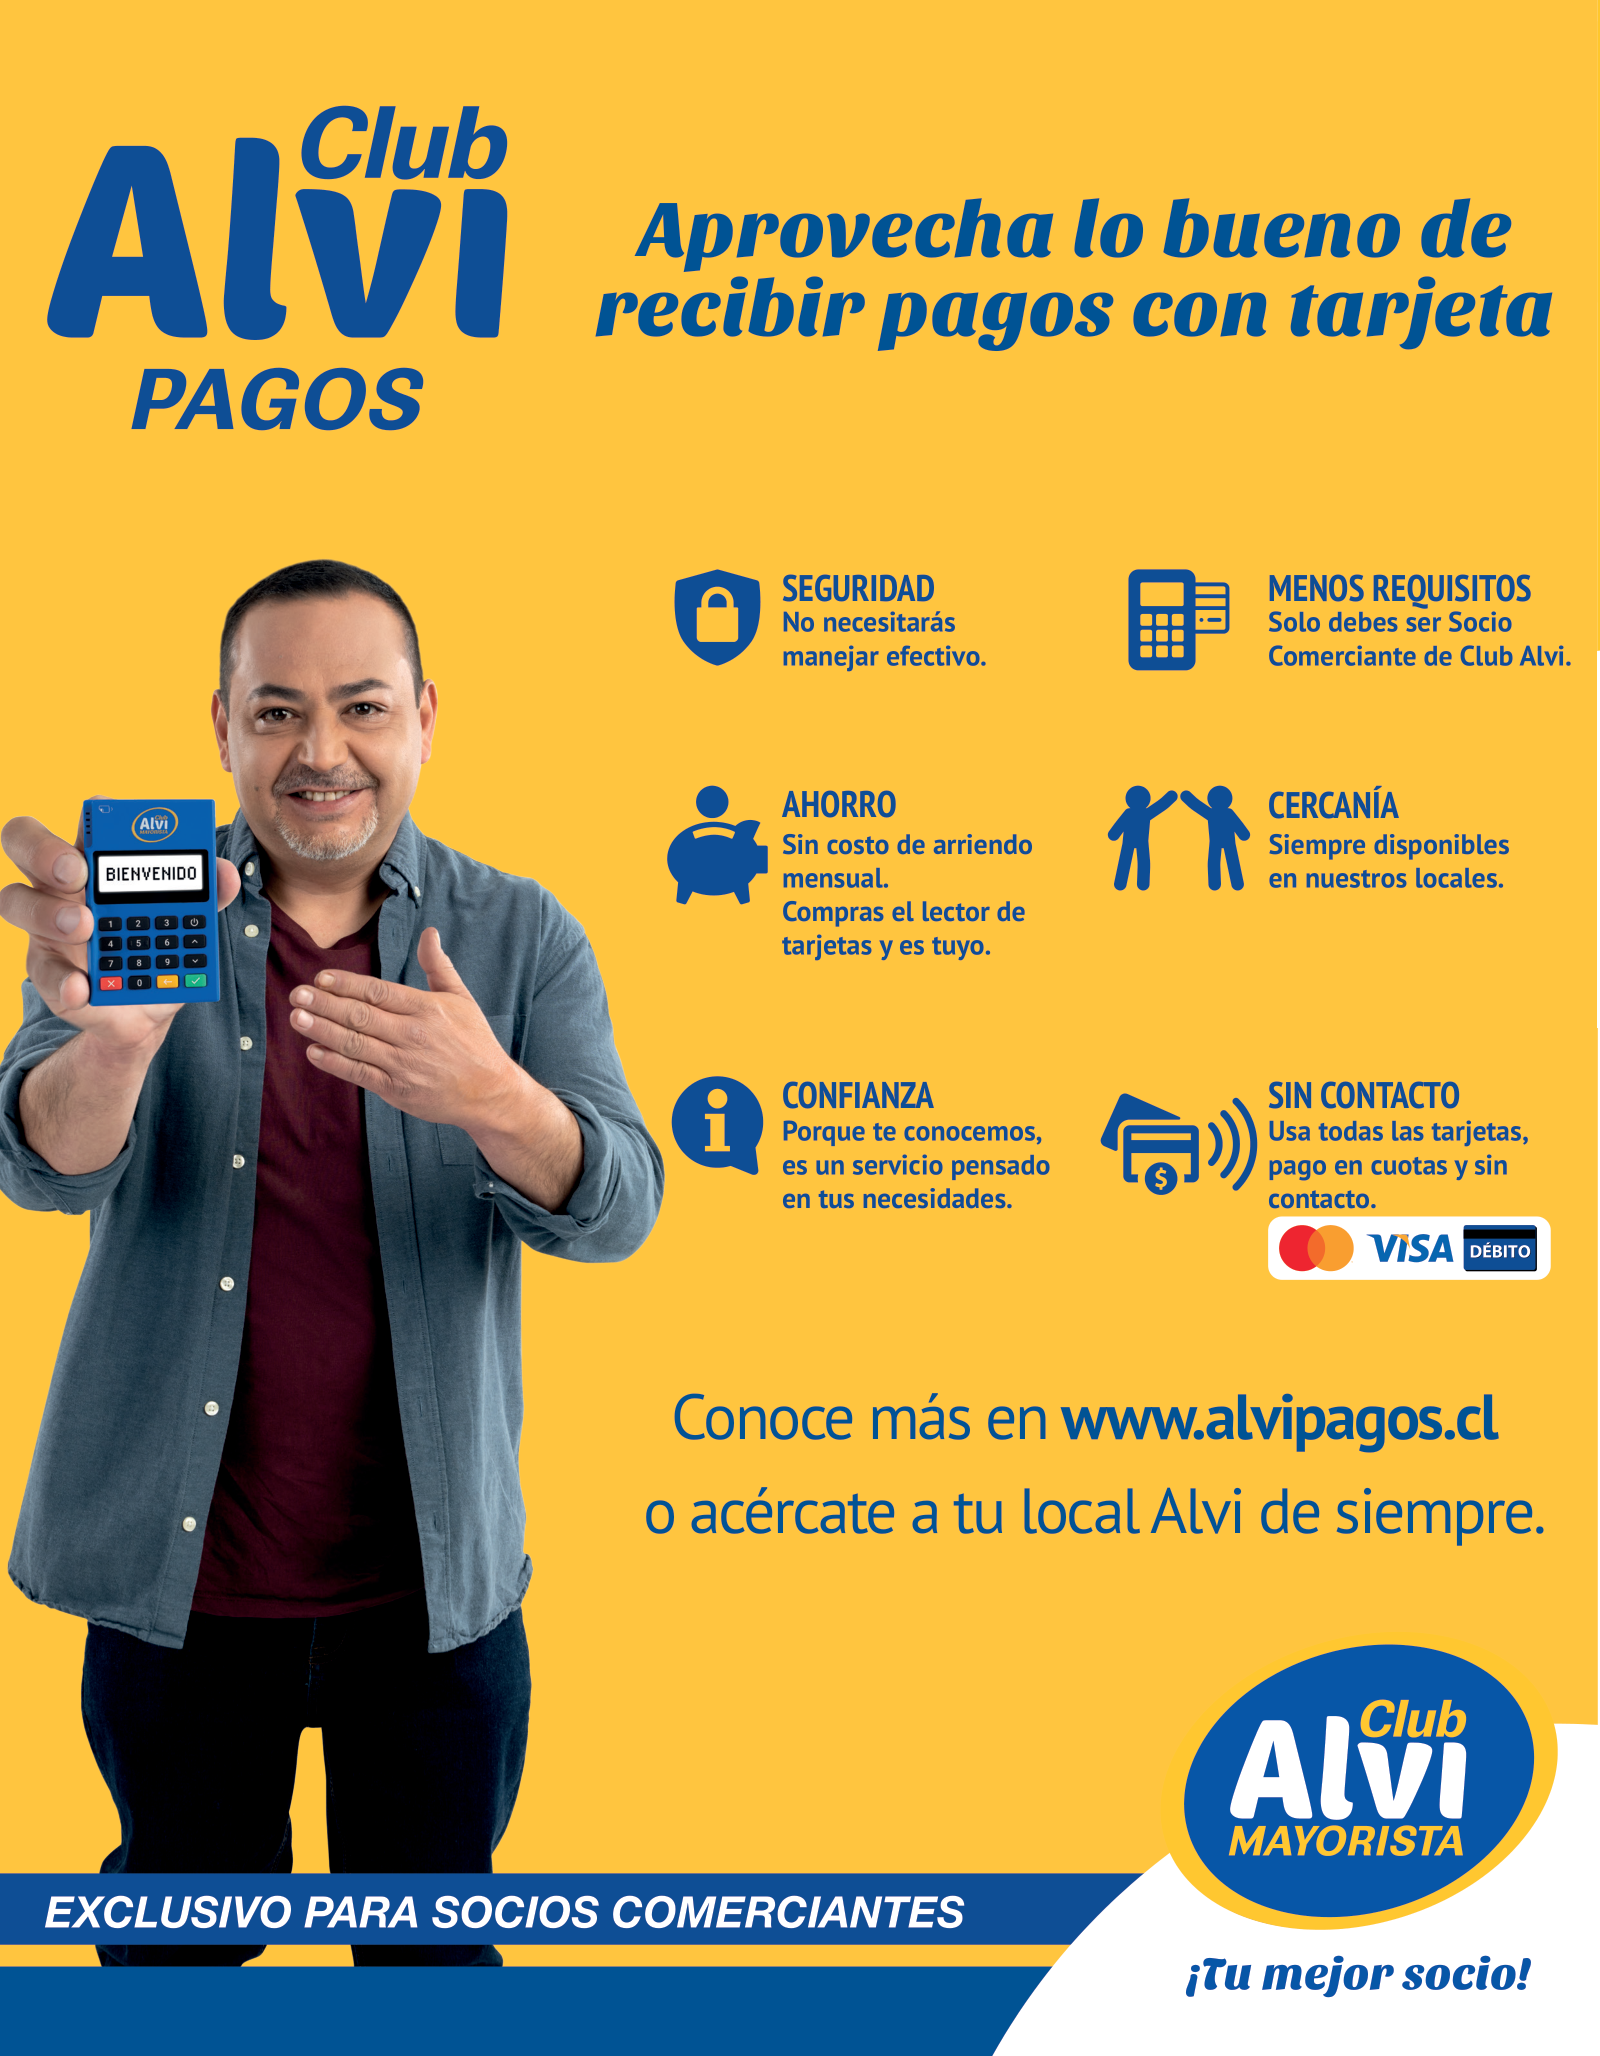 Club
Alvi
PAGOS
Aprovecha lo bueno de
recibir pagos con tarjeta
SEGURIDAD
No necesitarás
manejar efectivo.
MENOS REQUISITOS
Solo debes ser Socio
Comerciante de Club Alvi.
AHORRO
Sin costo de arriendo
mensual.
Compras el lector de
tarjetas y es tuyo.
CERCANÍA
Siempre disponibles
en nuestros locales.
CONFIANZA
Porque te conocemos,
es un servicio pensado
en tus necesidades.
SIN CONTACTO
Usa todas las tarjetas,
pago en cuotas y sin
contacto.
VISA
DÉBITO
Club
Alvi
MAYORISTA
BIENVENIDO
1 2 3
4 5 6
7 8 9
0
Conoce más en www.alvipagos.cl
o acércate a tu local Alvi de siempre.
Club
Alvi
MAYORISTA
EXCLUSIVO PARA SOCIOS COMERCIANTES
¡Tu mejor socio!